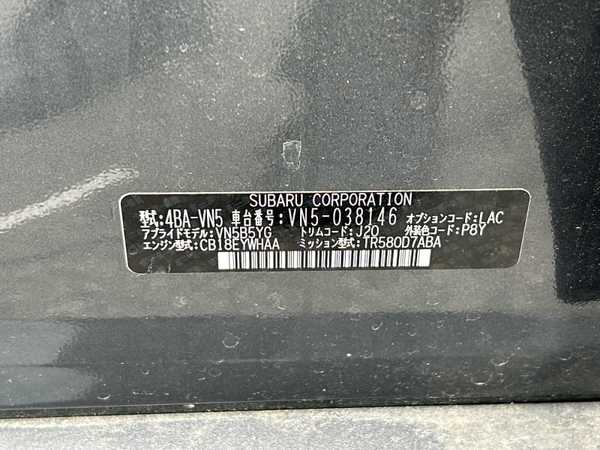 SUBARU CORPORATION
型式:4BA-VN5 車台番号:VN5-038146 オプションコード:LAC
アプライドモデル:VN5B5YG トリムコード:J20 外装色コード:P8Y
エンジン型式:CB18EYWHAA ミッション型式:TR580D7ABA